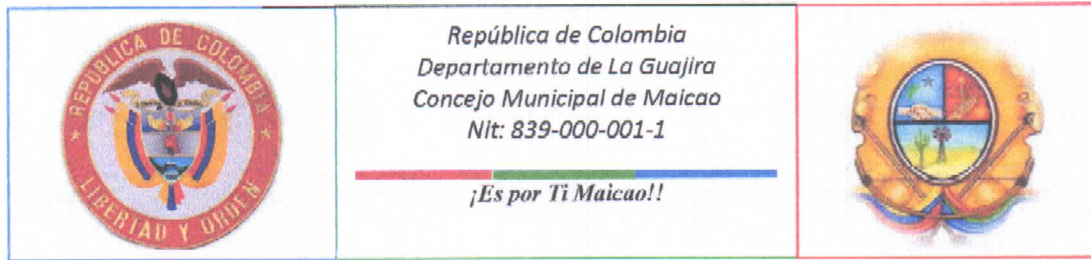 REPÚBLICA DE COLOMBIA
LIBERTAD Y ORDEN
República de Colombia
Departamento de La Guajira
Concejo Municipal de Maicao
Nit: 839-000-001-1
¡Es por Ti Maicao!!